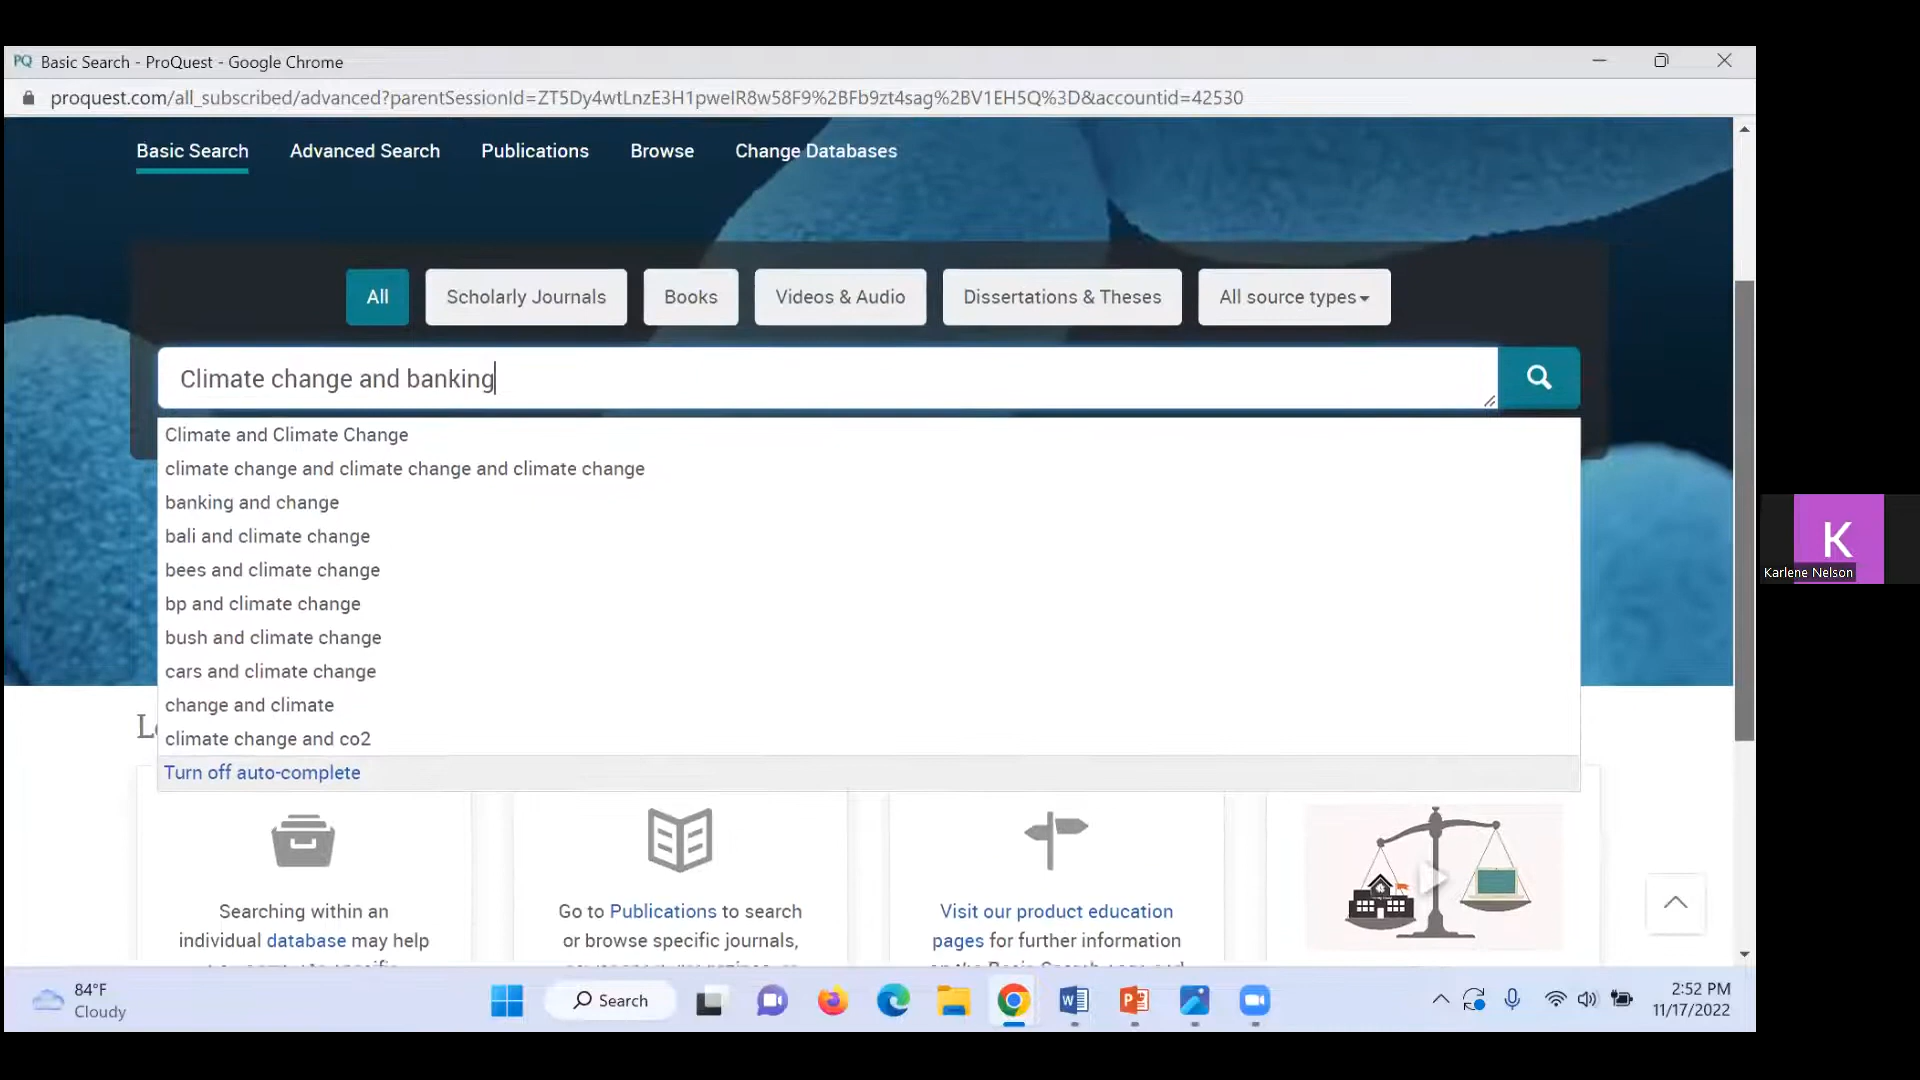 PQ Basic Search - ProQuest - Google Chrome
proquest.com/all_subscribed/advanced?parentSessionId=ZT5Dy4wtLnzE3H1pweIR8w58F9%2BFb9zt4sag%2BV1EH5Q%3D&accountid=42530
Basic Search Advanced Search Publications Browse Change Databases
All Scholarly Journals Books Videos & Audio Dissertations & Theses All source types
Climate change and banking
Climate and Climate Change
climate change and climate change and climate change
banking and change
bali and climate change
bees and climate change
bp and climate change
bush and climate change
cars and climate change
change and climate
climate change and co2
Turn off auto-complete
K
Karlene Nelson
Searching within an
individual database may help
Go to Publications to search
or browse specific journals,
Visit our product education
pages for further information
84°F
Cloudy
Search
2:52 PM
11/17/2022